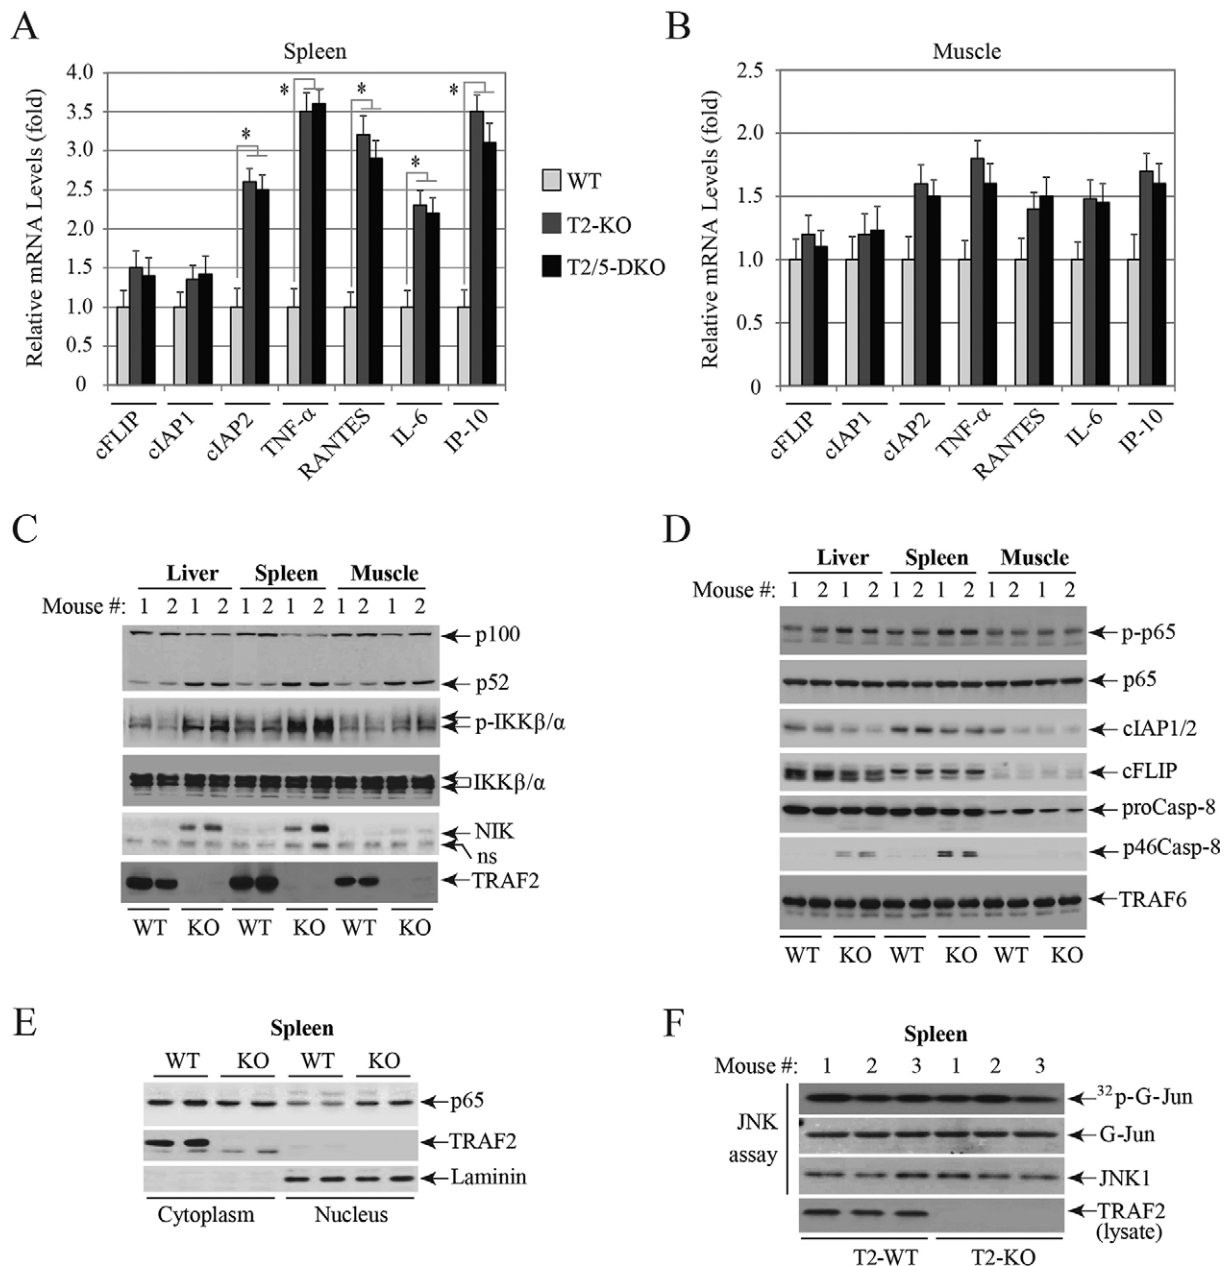 A
Spleen
Relative mRNA Levels (fold)
4.0
3.5
3.0
2.5
2.0
1.5
1.0
0.5
0
* * * * *
cFLIP cIAP1 cIAP2 TNF-α RANTES IL-6 IP-10
WT
T2-KO
T2/5-DKO
B
Muscle
Relative mRNA Levels (fold)
2.5
2.0
1.5
1.0
0.5
0
cFLIP cIAP1 cIAP2 TNF-α RANTES IL-6 IP-10
C
Liver Spleen Muscle
Mouse #: 1 2 1 2 1 2 1 2 1 2 1 2
p100
p52
p-IKKβ/α
IKKβ/α
NIK
ns
TRAF2
WT KO WT KO WT KO
D
Liver Spleen Muscle
Mouse #: 1 2 1 2 1 2 1 2 1 2 1 2
p-p65
p65
cIAP1/2
cFLIP
proCasp-8
p46Casp-8
TRAF6
WT KO WT KO WT KO
E
Spleen
WT KO WT KO
p65
TRAF2
Laminin
Cytoplasm Nucleus
F
Spleen
Mouse #: 1 2 3 1 2 3
JNK
assay
32p-G-Jun
G-Jun
JNK1
TRAF2
(lysate)
T2-WT T2-KO